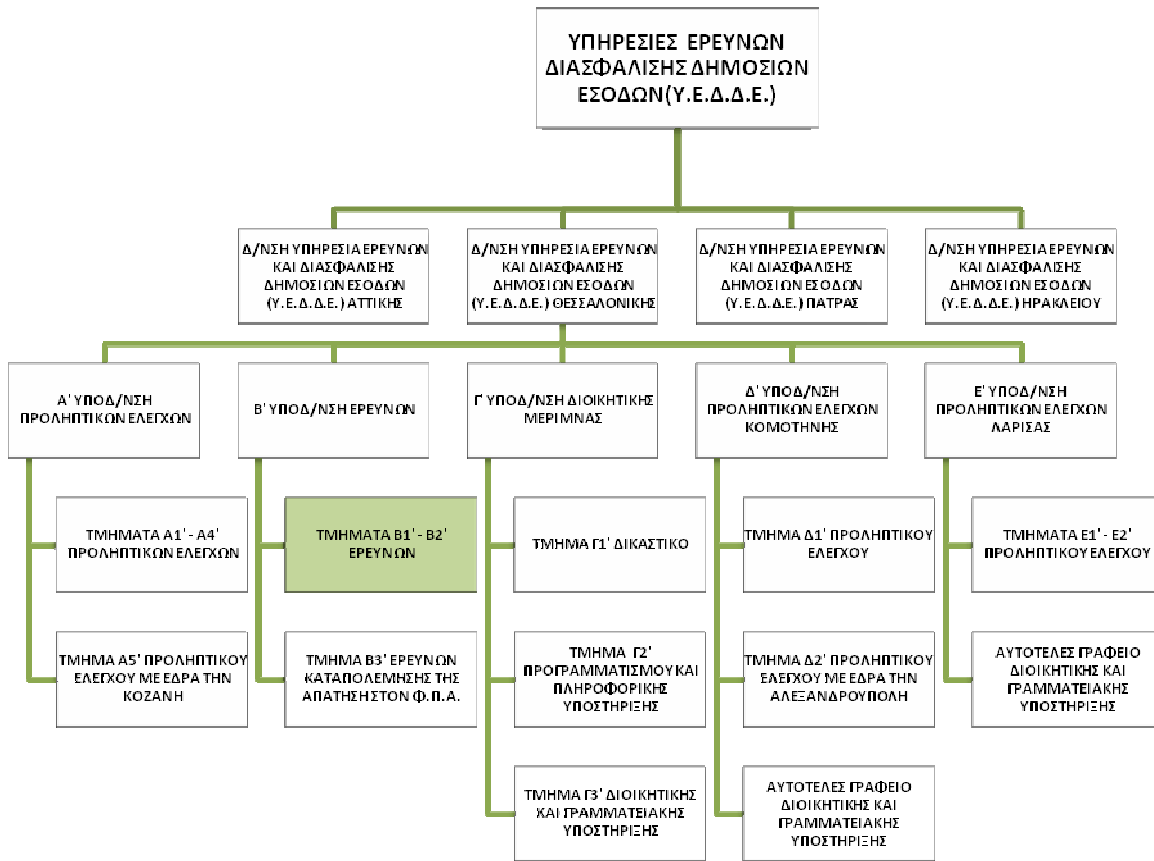 ΥΠΗΡΕΣΙΕΣ ΕΡΕΥΝΩΝ
ΔΙΑΣΦΑΛΙΣΗΣ ΔΗΜΟΣΙΩΝ
ΕΣΟΔΩΝ(Υ.Ε.Δ.Δ.Ε.)
Δ/ΝΣΗ ΥΠΗΡΕΣΙΑ ΕΡΕΥΝΩΝ
ΚΑΙ ΔΙΑΣΦΑΛΙΣΗΣ
ΔΗΜΟΣΙΩΝ ΕΣΟΔΩΝ
(Υ.Ε.Δ.Δ.Ε.) ΑΤΤΙΚΗΣ
Δ/ΝΣΗ ΥΠΗΡΕΣΙΑ ΕΡΕΥΝΩΝ
ΚΑΙ ΔΙΑΣΦΑΛΙΣΗΣ
ΔΗΜΟΣΙΩΝ ΕΣΟΔΩΝ
(Υ.Ε.Δ.Δ.Ε.) ΘΕΣΣΑΛΟΝΙΚΗΣ
Δ/ΝΣΗ ΥΠΗΡΕΣΙΑ ΕΡΕΥΝΩΝ
ΚΑΙ ΔΙΑΣΦΑΛΙΣΗΣ
ΔΗΜΟΣΙΩΝ ΕΣΟΔΩΝ
(Υ.Ε.Δ.Δ.Ε.) ΠΑΤΡΑΣ
Δ/ΝΣΗ ΥΠΗΡΕΣΙΑ ΕΡΕΥΝΩΝ
ΚΑΙ ΔΙΑΣΦΑΛΙΣΗΣ
ΔΗΜΟΣΙΩΝ ΕΣΟΔΩΝ
(Υ.Ε.Δ.Δ.Ε.) ΗΡΑΚΛΕΙΟΥ
Α' ΥΠΟΔ/ΝΣΗ
ΠΡΟΛΗΠΤΙΚΩΝ ΕΛΕΓΧΩΝ
Β' ΥΠΟΔ/ΝΣΗ ΕΡΕΥΝΩΝ
Γ' ΥΠΟΔ/ΝΣΗ ΔΙΟΙΚΗΤΙΚΗΣ
ΜΕΡΙΜΝΑΣ
Δ' ΥΠΟΔ/ΝΣΗ
ΠΡΟΛΗΠΤΙΚΩΝ ΕΛΕΓΧΩΝ
ΚΟΜΟΤΗΝΗΣ
Ε' ΥΠΟΔ/ΝΣΗ
ΠΡΟΛΗΠΤΙΚΩΝ ΕΛΕΓΧΩΝ
ΛΑΡΙΣΑΣ
ΤΜΗΜΑΤΑ Α1' - Α4'
ΠΡΟΛΗΠΤΙΚΩΝ ΕΛΕΓΧΩΝ
ΤΜΗΜΑΤΑ Β1' - Β2'
ΕΡΕΥΝΩΝ
ΤΜΗΜΑ Γ1' ΔΙΚΑΣΤΙΚΟ
ΤΜΗΜΑ Δ1' ΠΡΟΛΗΠΤΙΚΟΥ
ΕΛΕΓΧΟΥ
ΤΜΗΜΑΤΑ Ε1' - Ε2'
ΠΡΟΛΗΠΤΙΚΟΥ ΕΛΕΓΧΟΥ
ΤΜΗΜΑ Α5' ΠΡΟΛΗΠΤΙΚΟΥ
ΕΛΕΓΧΟΥ ΜΕ ΕΔΡΑ ΤΗΝ
ΚΟΖΑΝΗ
ΤΜΗΜΑ Β3' ΕΡΕΥΝΩΝ
ΚΑΤΑΠΟΛΕΜΗΣΗΣ ΤΗΣ
ΑΠΑΤΗΣ ΣΤΟΝ Φ.Π.Α.
ΤΜΗΜΑ Γ2'
ΠΡΟΓΡΑΜΜΑΤΙΣΜΟΥ ΚΑΙ
ΠΛΗΡΟΦΟΡΙΚΗΣ
ΥΠΟΣΤΗΡΙΞΗΣ
ΤΜΗΜΑ Δ2' ΠΡΟΛΗΠΤΙΚΟΥ
ΕΛΕΓΧΟΥ ΜΕ ΕΔΡΑ ΤΗΝ
ΑΛΕΞΑΝΔΡΟΥΠΟΛΗ
ΑΥΤΟΤΕΛΕΣ ΓΡΑΦΕΙΟ
ΔΙΟΙΚΗΤΙΚΗΣ ΚΑΙ
ΓΡΑΜΜΑΤΕΙΑΚΗΣ
ΥΠΟΣΤΗΡΙΞΗΣ
ΤΜΗΜΑ Γ3' ΔΙΟΙΚΗΤΙΚΗΣ
ΧΑΙ ΓΡΑΜΜΑΤΕΙΑΚΗΣ
ΥΠΟΣΤΗΡΙΞΗΣ
ΑΥΤΟΤΕΛΕΣ ΓΡΑΦΕΙΟ
ΔΙΟΙΚΗΤΙΚΗΣ ΚΑΙ
ΓΡΑΜΜΑΤΕΙΑΚΗΣ
ΥΠΟΣΤΗΡΙΞΗΣ